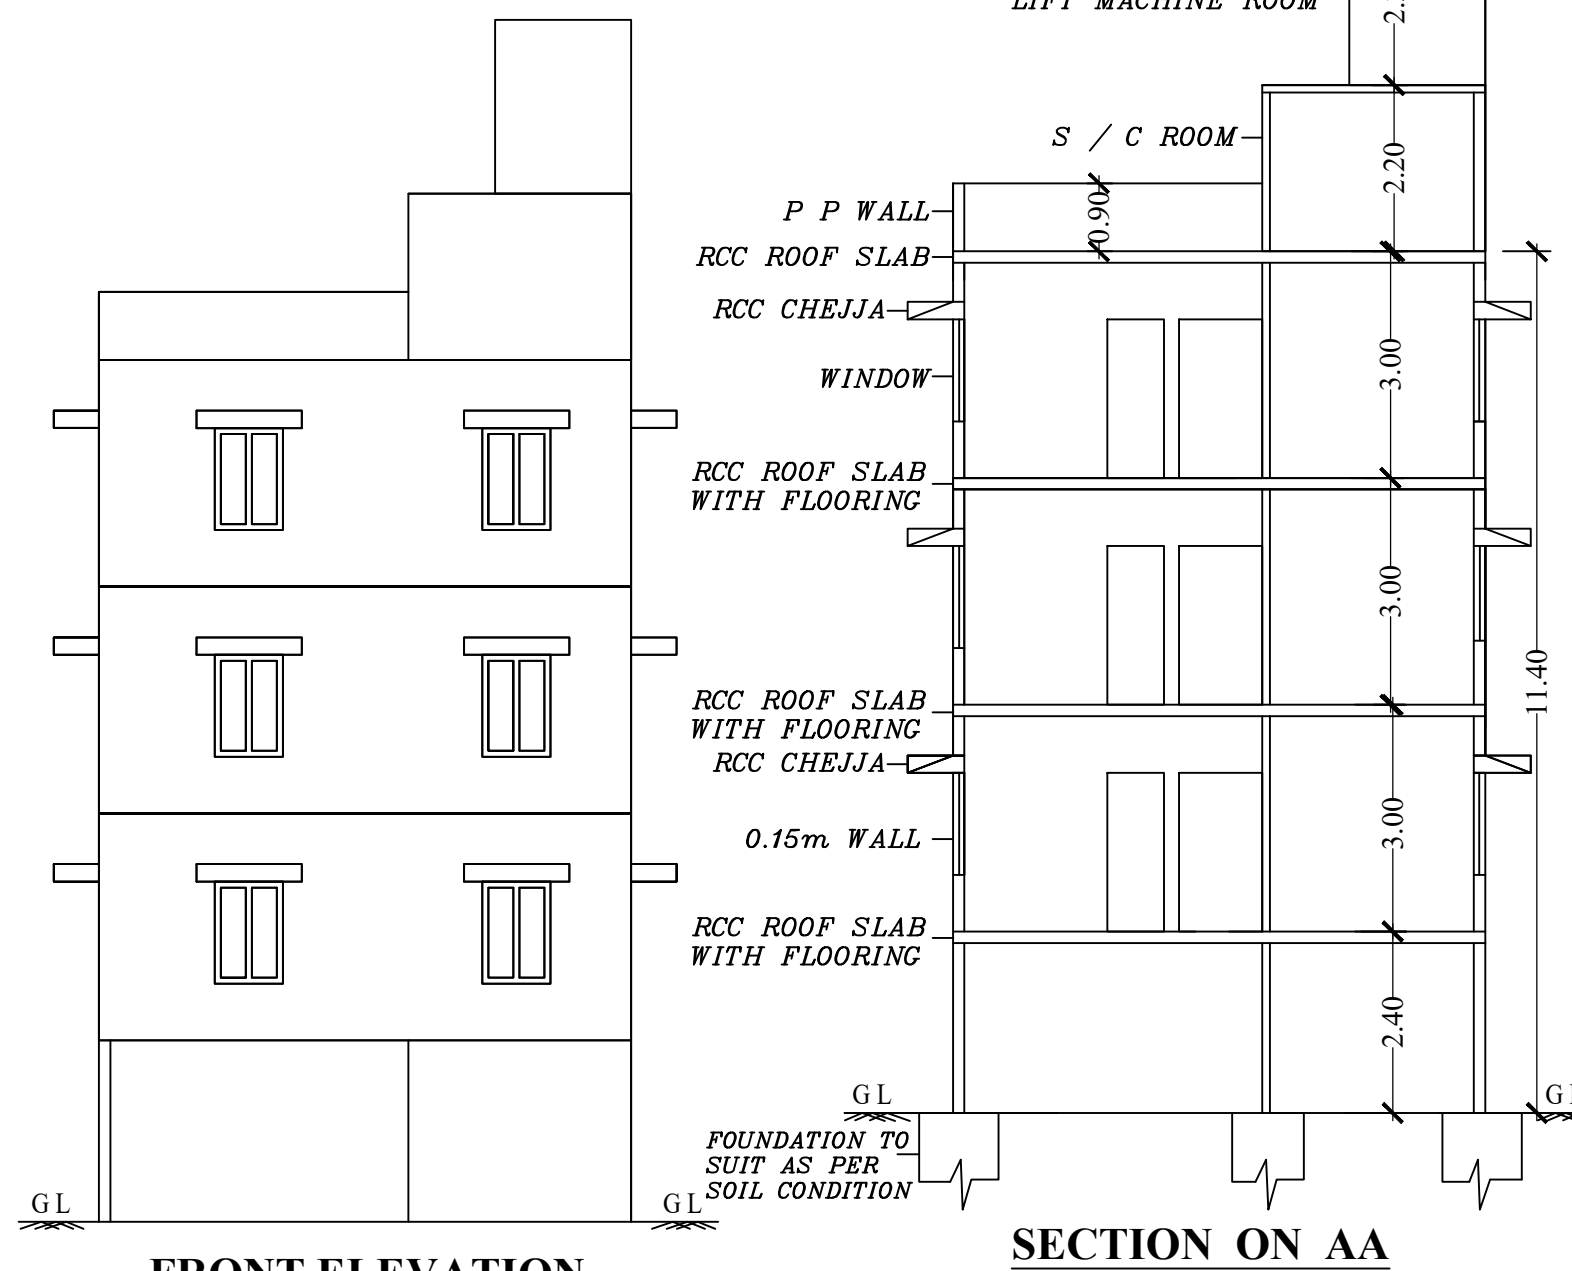 LIFT MACHINE ROOM
S / C ROOM
2.20
P P WALL
0.90
RCC ROOF SLAB
RCC CHEJJA
WINDOW
3.00
RCC ROOF SLAB
WITH FLOORING
3.00
11.40
RCC ROOF SLAB
WITH FLOORING
RCC CHEJJA
3.00
0.15m WALL
RCC ROOF SLAB
WITH FLOORING
2.40
GL
FOUNDATION TO
SUIT AS PER
SOIL CONDITION
GL
GL
SECTION ON AA
FRONT ELEVATION